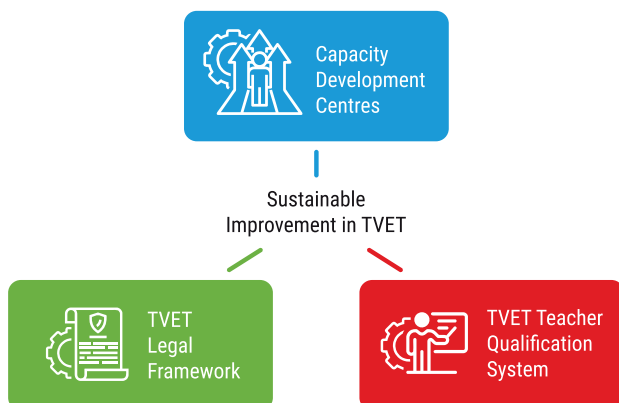 Capacity
Development
Centres
Sustainable
Improvement in TVET
TVET
Legal
Framework
TVET Teacher
Qualification
System